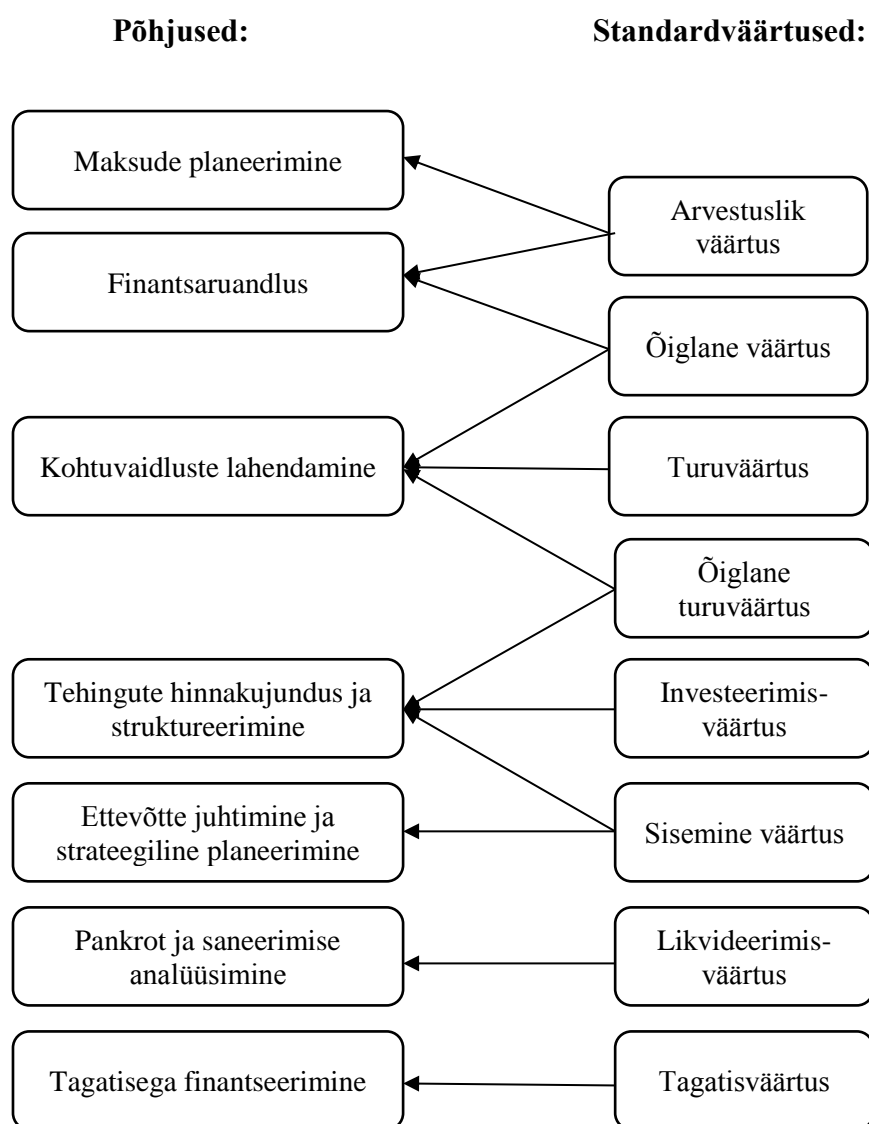 Põhjused:
Standardväärtused:
Maksude planeerimine
Finantsaruandlus
Kohtuvaidluste lahendamine
Tehingute hinnakujundus ja
struktureerimine
Ettevõtte juhtimine ja
strateegiline planeerimine
Pankrot ja saneerimise
analüüsimine
Tagatisega finantseerimine
Arvestuslik
väärtus
Õiglane väärtus
Turuväärtus
Õiglane
turuväärtus
Investeerimis-
väärtus
Sisemine väärtus
Likvideerimis-
väärtus
Tagatisväärtus